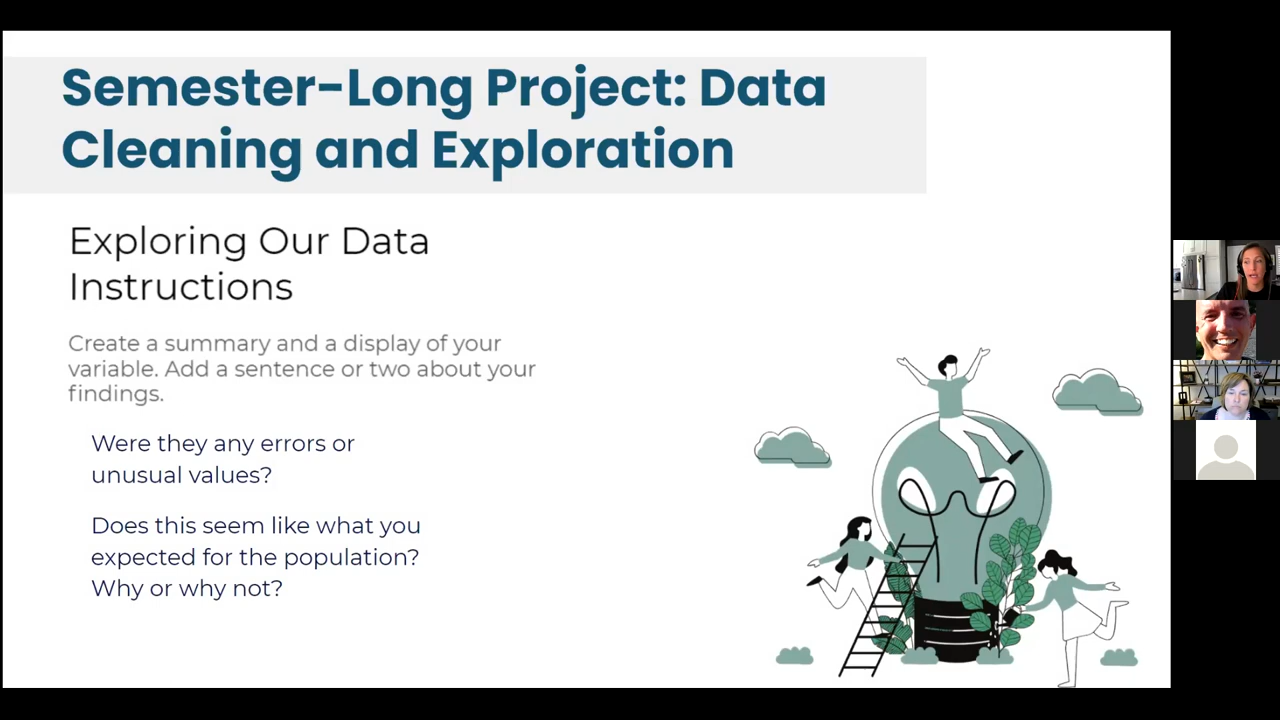 Semester-Long Project: Data
Cleaning and Exploration
Exploring Our Data
Instructions
Create a summary and a display of your
variable. Add a sentence or two about your
findings.
Were they any errors or
unusual values?
Does this seem like what you
expected for the population?
Why or why not?